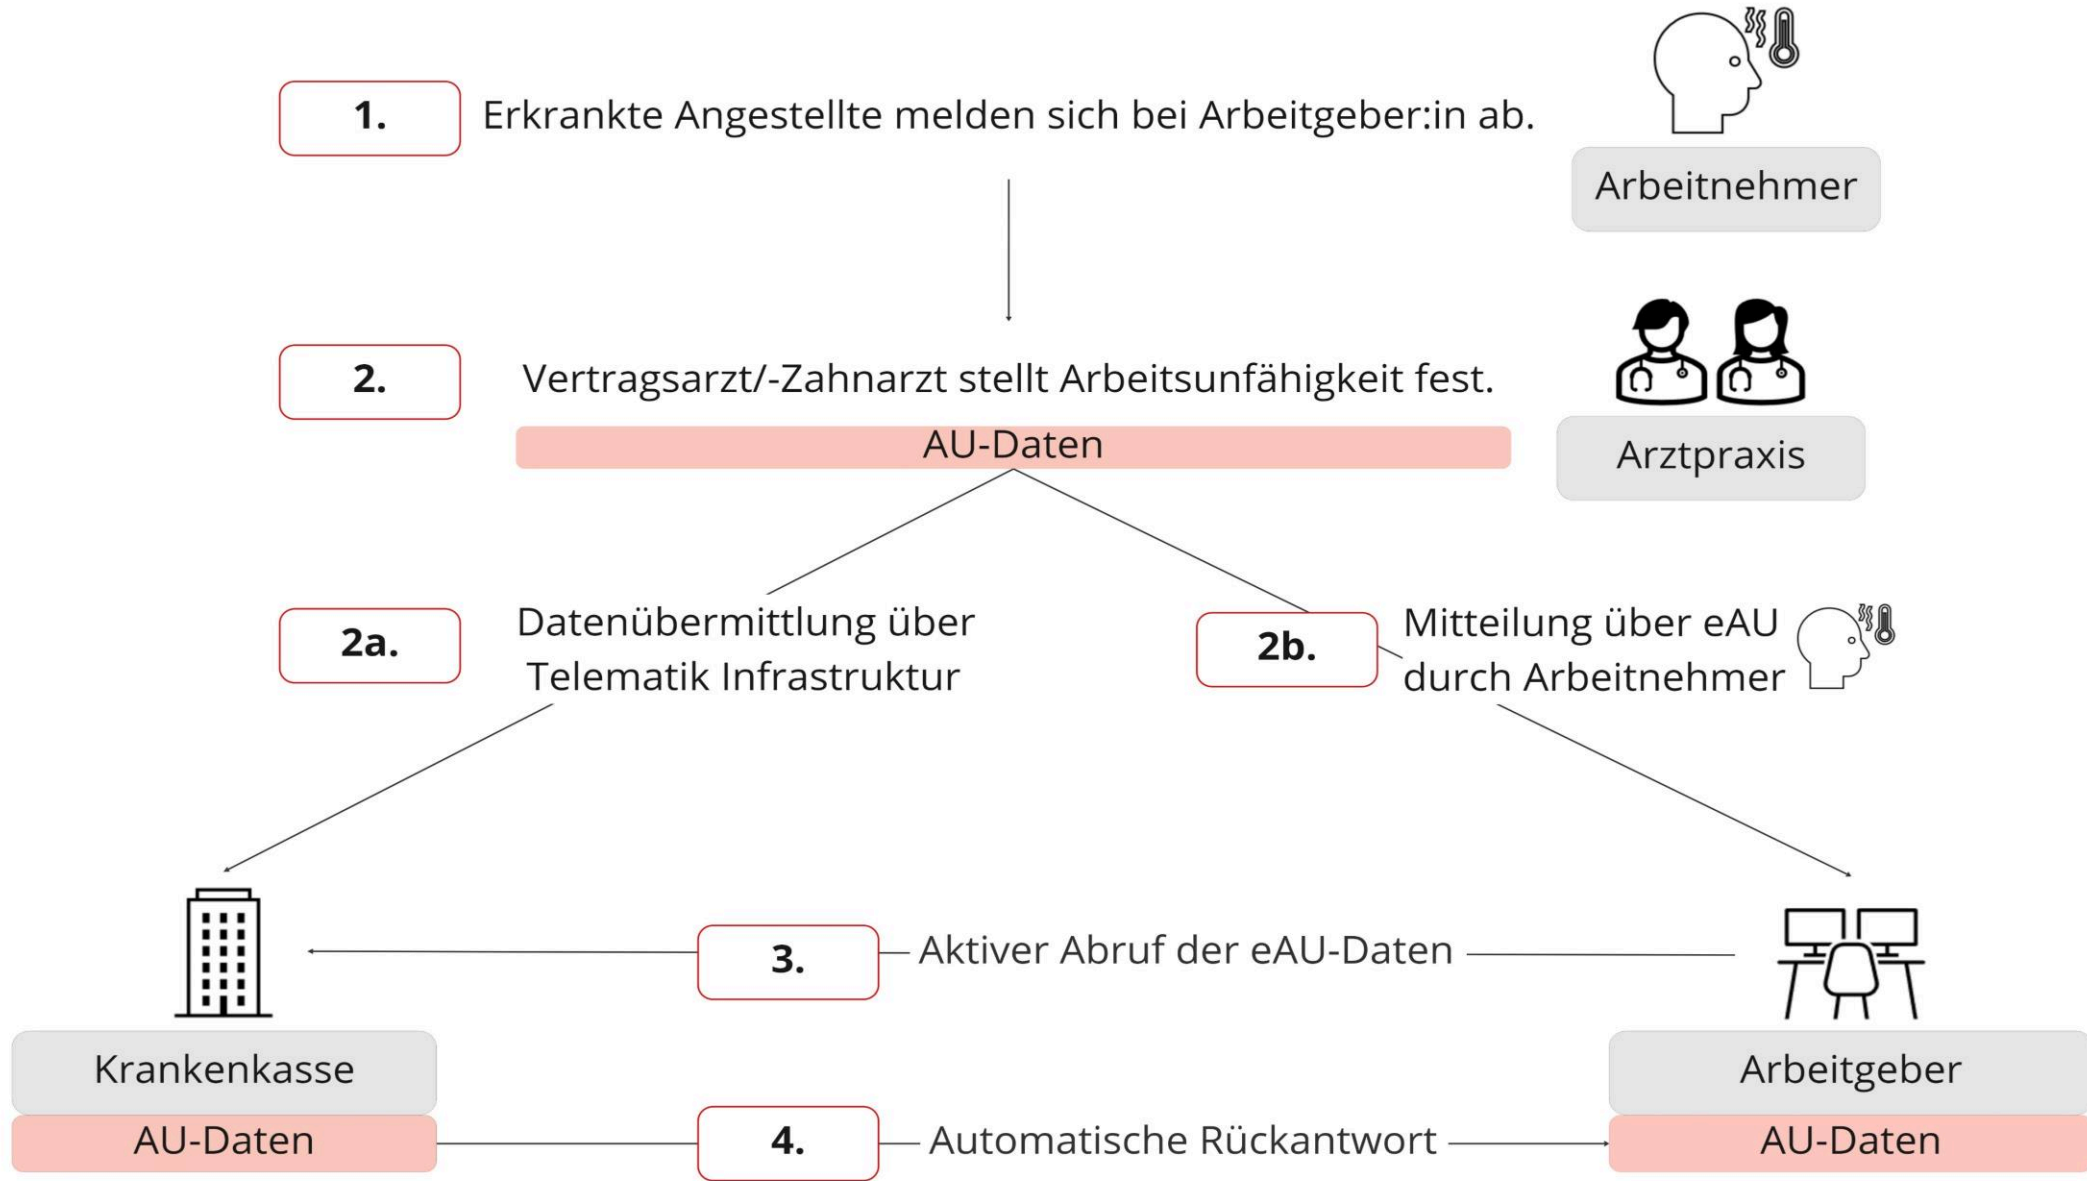 1.
Erkrankte Angestellte melden sich bei Arbeitgeber:in ab.
Arbeitnehmer
2.
Vertragsarzt/-Zahnarzt stellt Arbeitsunfähigkeit fest.
AU-Daten
Arztpraxis
2a.
Datenübermittlung über
Telematik Infrastruktur
2b.
Mitteilung über eAU
durch Arbeitnehmer
3.
Aktiver Abruf der eAU-Daten
Krankenkasse
AU-Daten
Arbeitgeber
AU-Daten
4.
Automatische Rückantwort